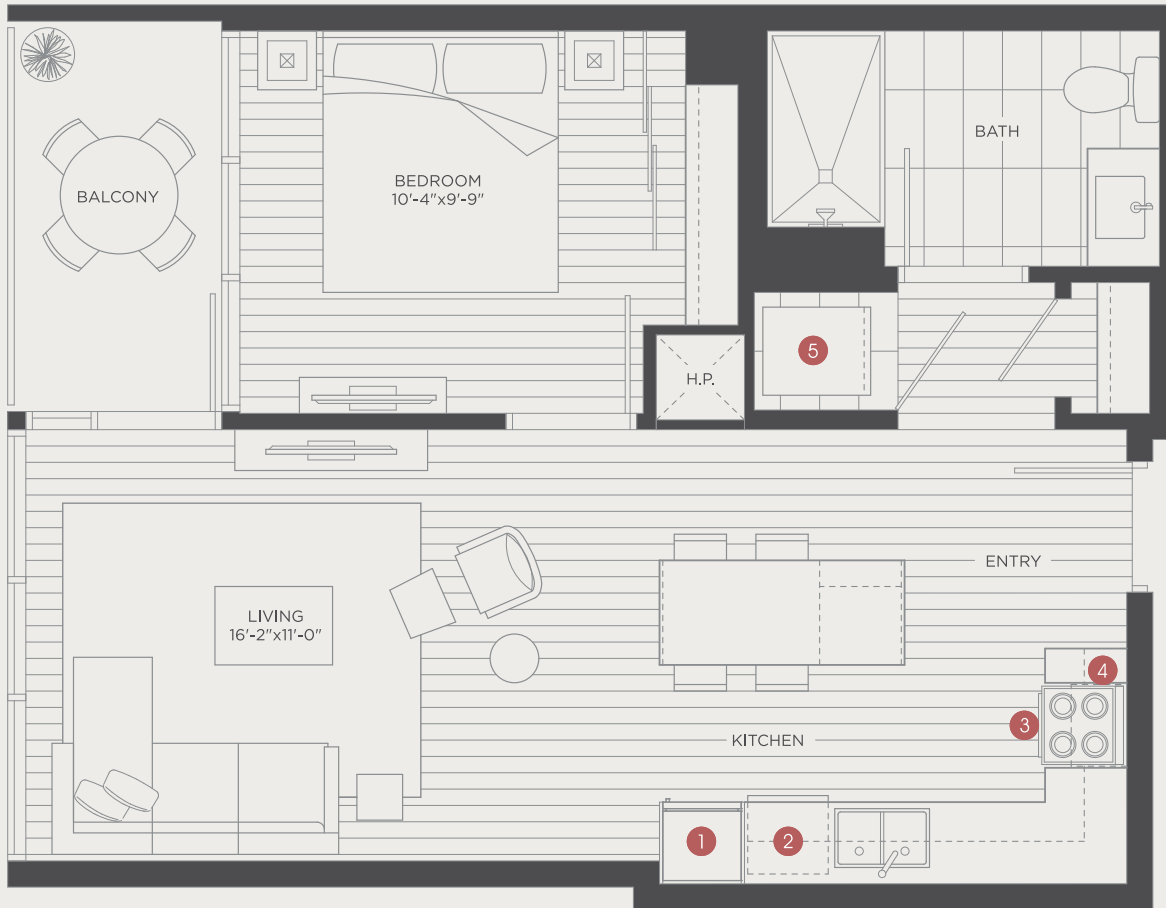 BALCONY
BEDROOM
10'-4"x9'-9"
BATH
H.P.
5
ENTRY
LIVING
16'-2"x11'-0"
4
3
KITCHEN
1
2